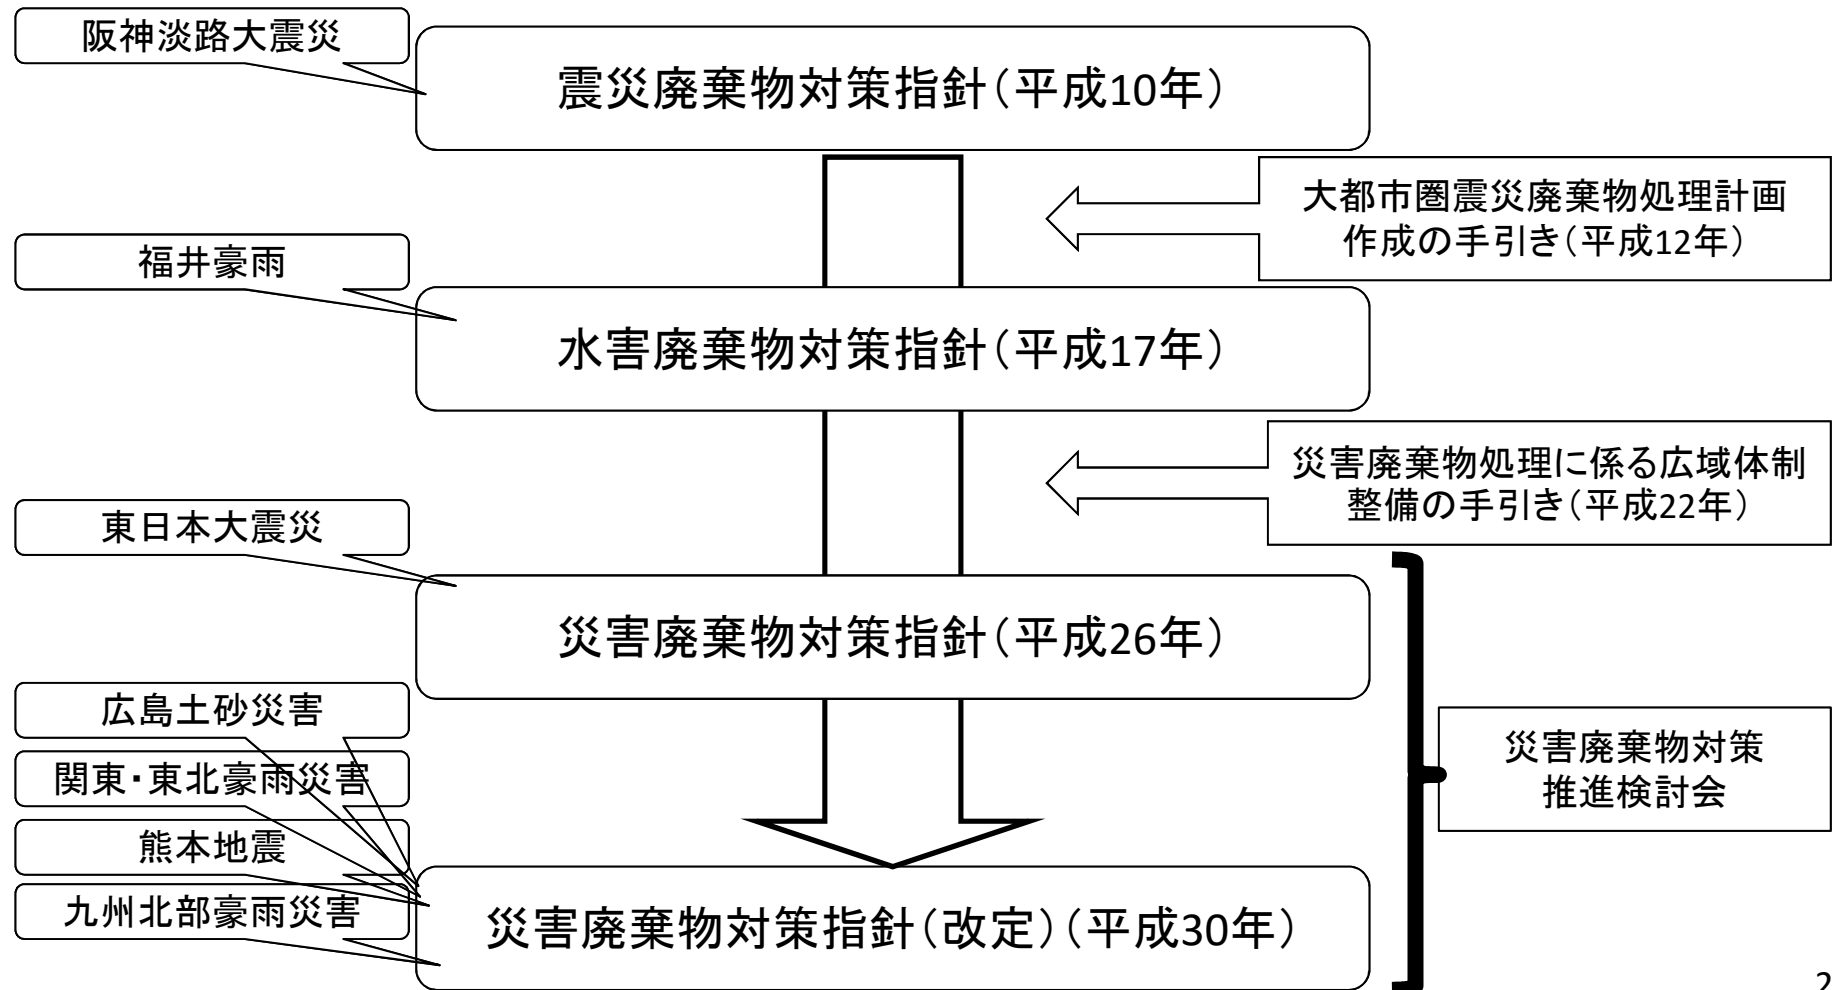 阪神淡路大震災
震災廃棄物対策指針（平成10年）
大都市圏震災廃棄物処理計画
作成の手引き（平成12年）
福井豪雨
水害廃棄物対策指針（平成17年）
災害廃棄物処理に係る広域体制
整備の手引き（平成22年）
東日本大震災
災害廃棄物対策指針（平成26年）
広島土砂災害
関東・東北豪雨災害
熊本地震
九州北部豪雨災害
災害廃棄物対策
推進検討会
災害廃棄物対策指針（改定）（平成30年）
2